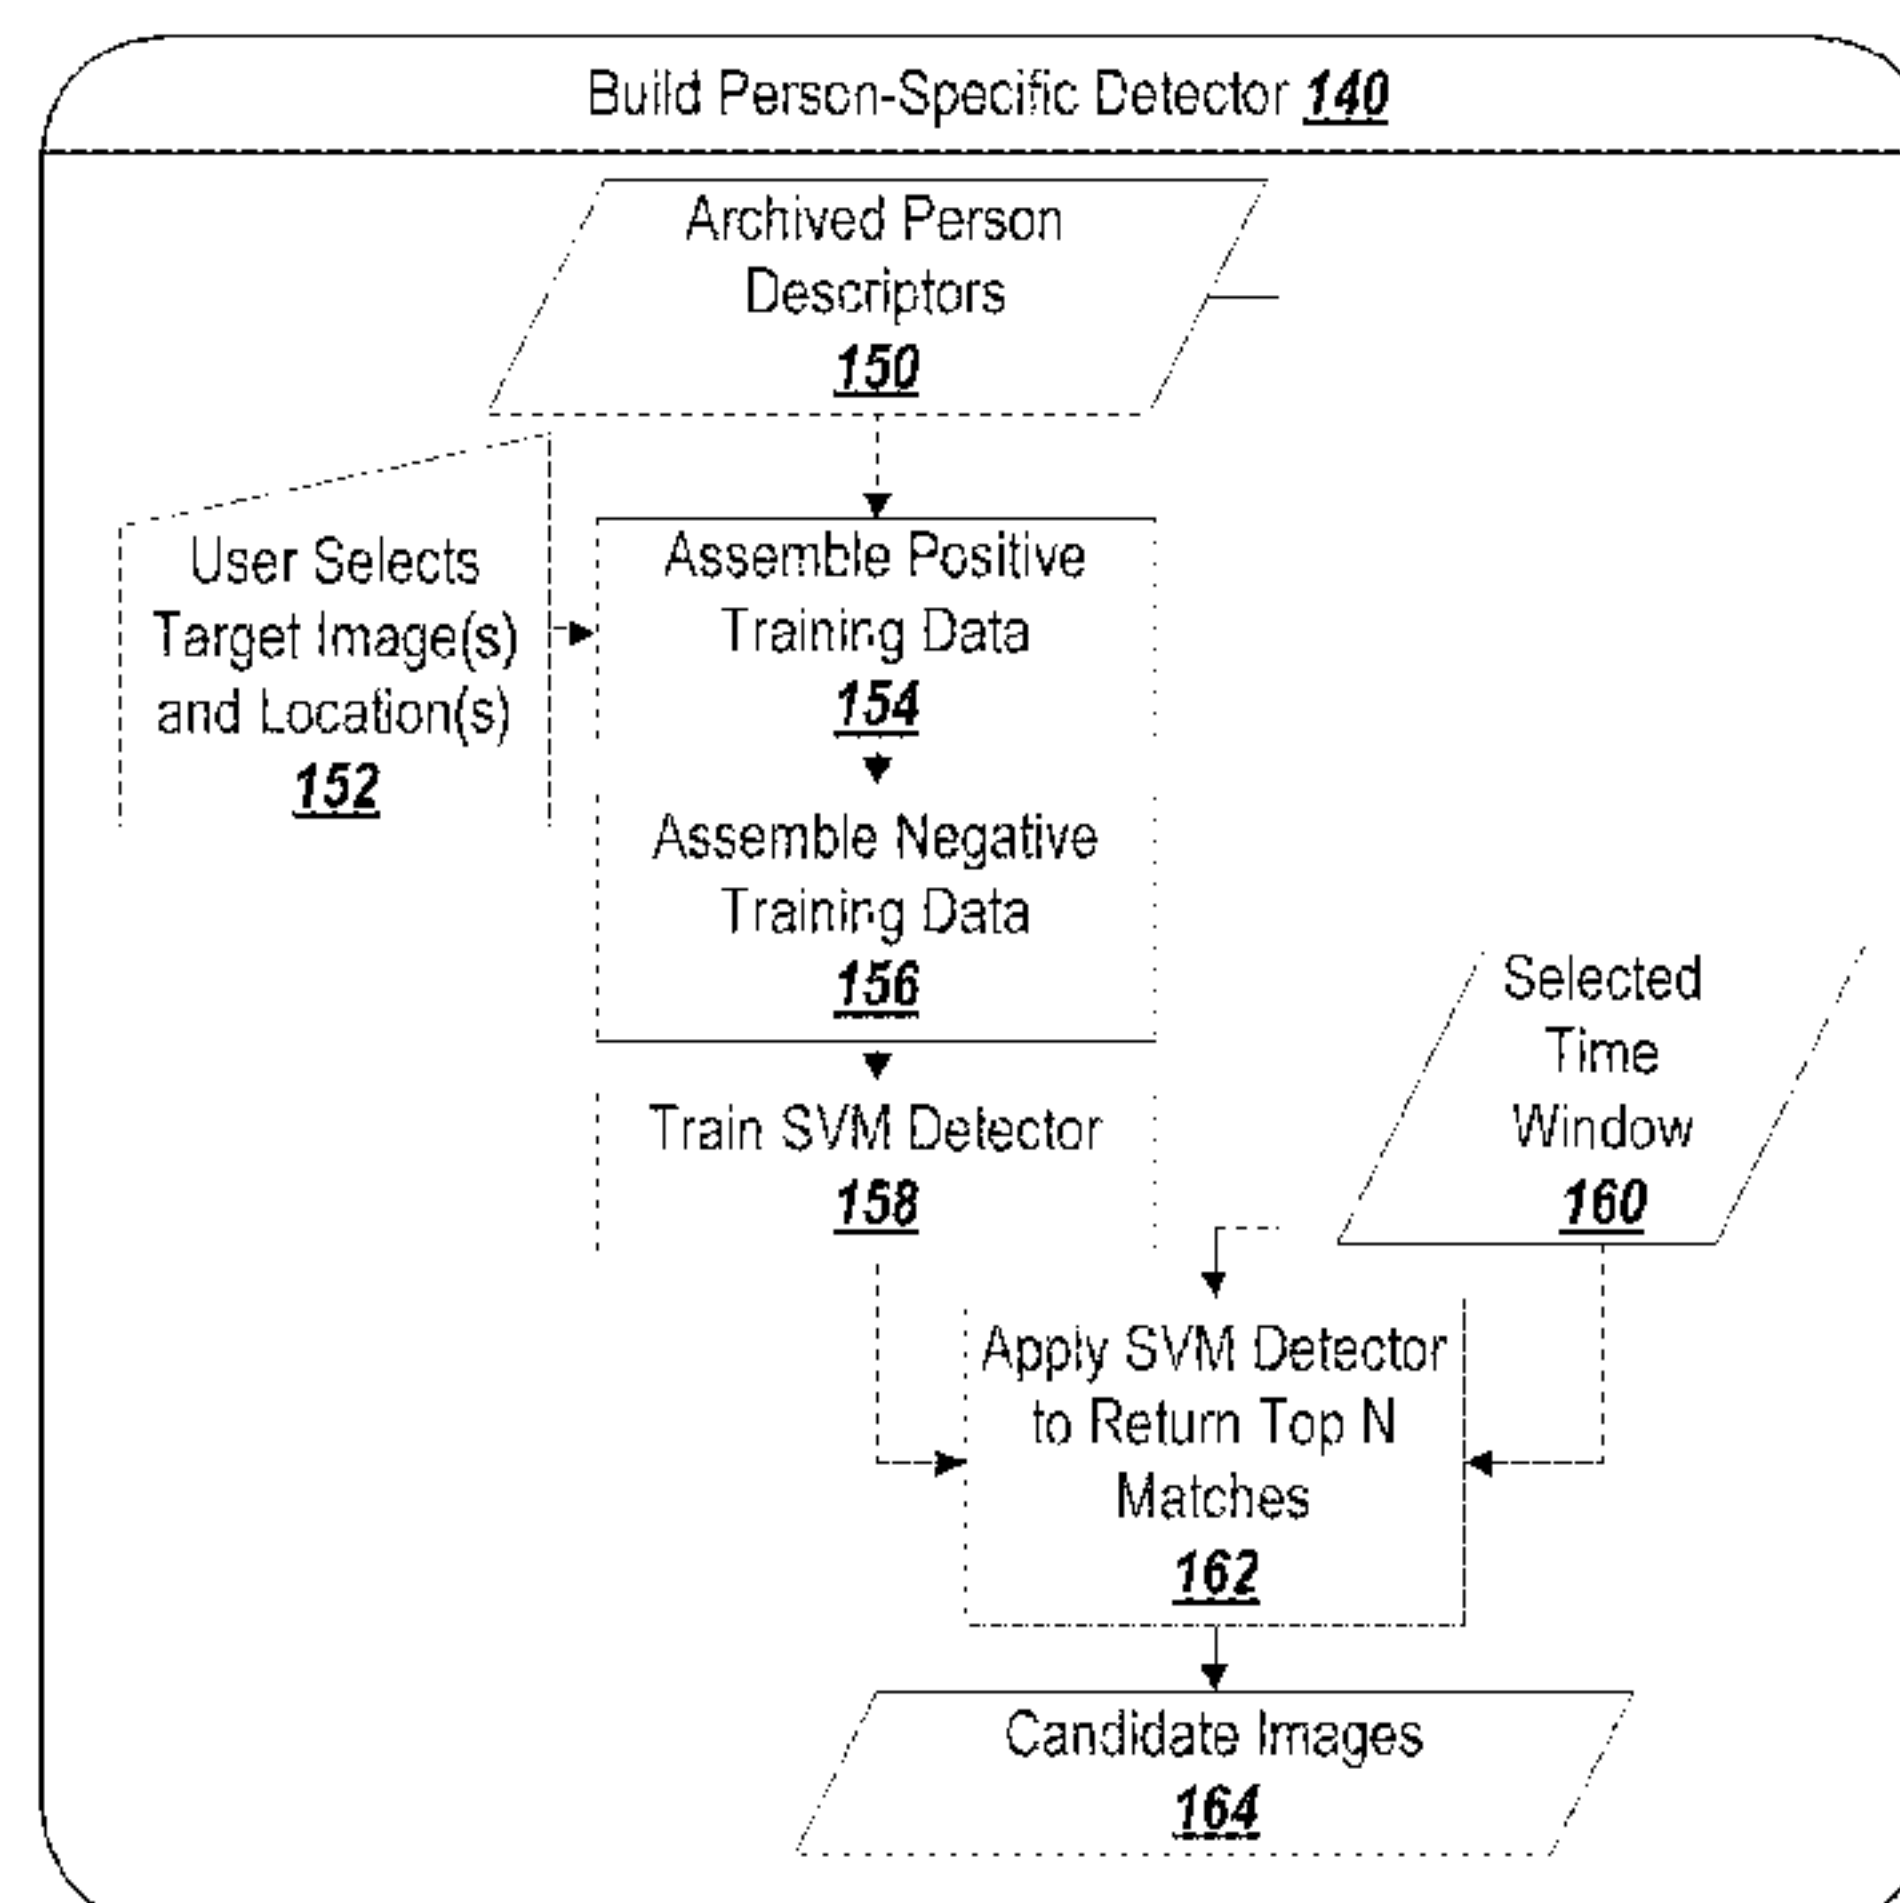 Build Person-Specific Detector 140
Archived Person
Descriptors
150
User Selects
Target Image(s)
and Location(s)
152
Assemble Positive
Training Data
154
Assemble Negative
Training Data
156
Train SVM Detector
158
Selected
Time
Window
160
Apply SVM Detector
to Return Top N
Matches
162
Candidate Images
164